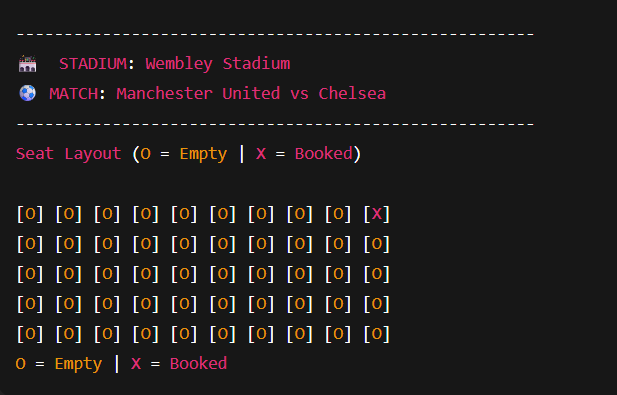 ------------------------------------------------------
🏟️ STADIUM: Wembley Stadium
⚽ MATCH: Manchester United vs Chelsea
------------------------------------------------------
Seat Layout (O = Empty | X = Booked)
[O] [O] [O] [O] [O] [O] [O] [O] [O] [X]
[O] [O] [O] [O] [O] [O] [O] [O] [O] [O]
[O] [O] [O] [O] [O] [O] [O] [O] [O] [O]
[O] [O] [O] [O] [O] [O] [O] [O] [O] [O]
[O] [O] [O] [O] [O] [O] [O] [O] [O] [O]
O = Empty | X = Booked